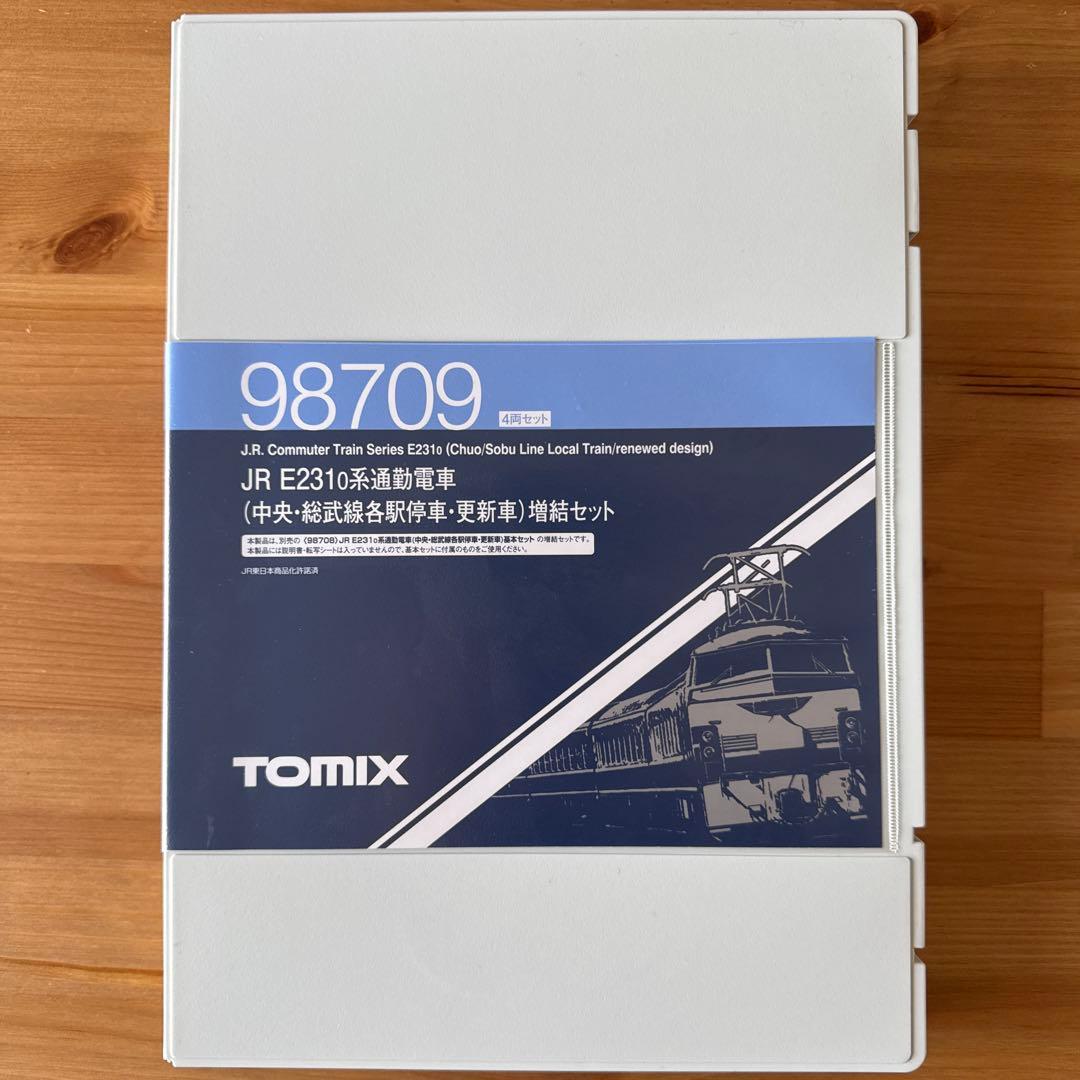 98709 4両セット
J.R. Commuter Train Series E2310 (Chuo/Sobu Line Local Train/renewed design)
JR E2310系通勤電車
(中央・総武線各駅停車・更新車)増結セット
本製品は、別売の〈98708〉JR E2310系通勤電車(中央・総武線各駅停車・更新車)基本セット の増結セットです。
本製品には説明書・転写シートは入っていませんので、基本セットに付属のものをご使用ください。
JR東日本商品化許諾済
TOMIX